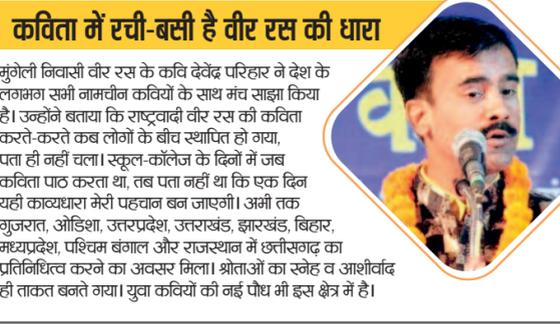 कविता में रची-बसी है वीर रस की धारा
मुंगेली निवासी वीर रस के कवि देवेंद्र परिहार ने देश के
लगभग सभी नामचीन कवियों के साथ मंच साझा किया
है। उन्होंने बताया कि राष्ट्रवादी वीर रस की कविता
करते-करते कब लोगों के बीच स्थापित हो गया,
पता ही नहीं चला। स्कूल-कॉलेज के दिनों में जब
कविता पाठ करता था, तब पता नहीं था कि एक दिन
यही काव्यधारा मेरी पहचान बन जाएगी। अभी तक
गुजरात, ओडिशा, उत्तरप्रदेश, उत्तराखंड, झारखंड, बिहार,
मध्यप्रदेश, पश्चिम बंगाल और राजस्थान में छत्तीसगढ़ का
प्रतिनिधित्व करने का अवसर मिला। श्रोताओं का स्नेह व आशीर्वाद
ही ताकत बनते गया। युवा कवियों की नई पौध भी इस क्षेत्र में है।